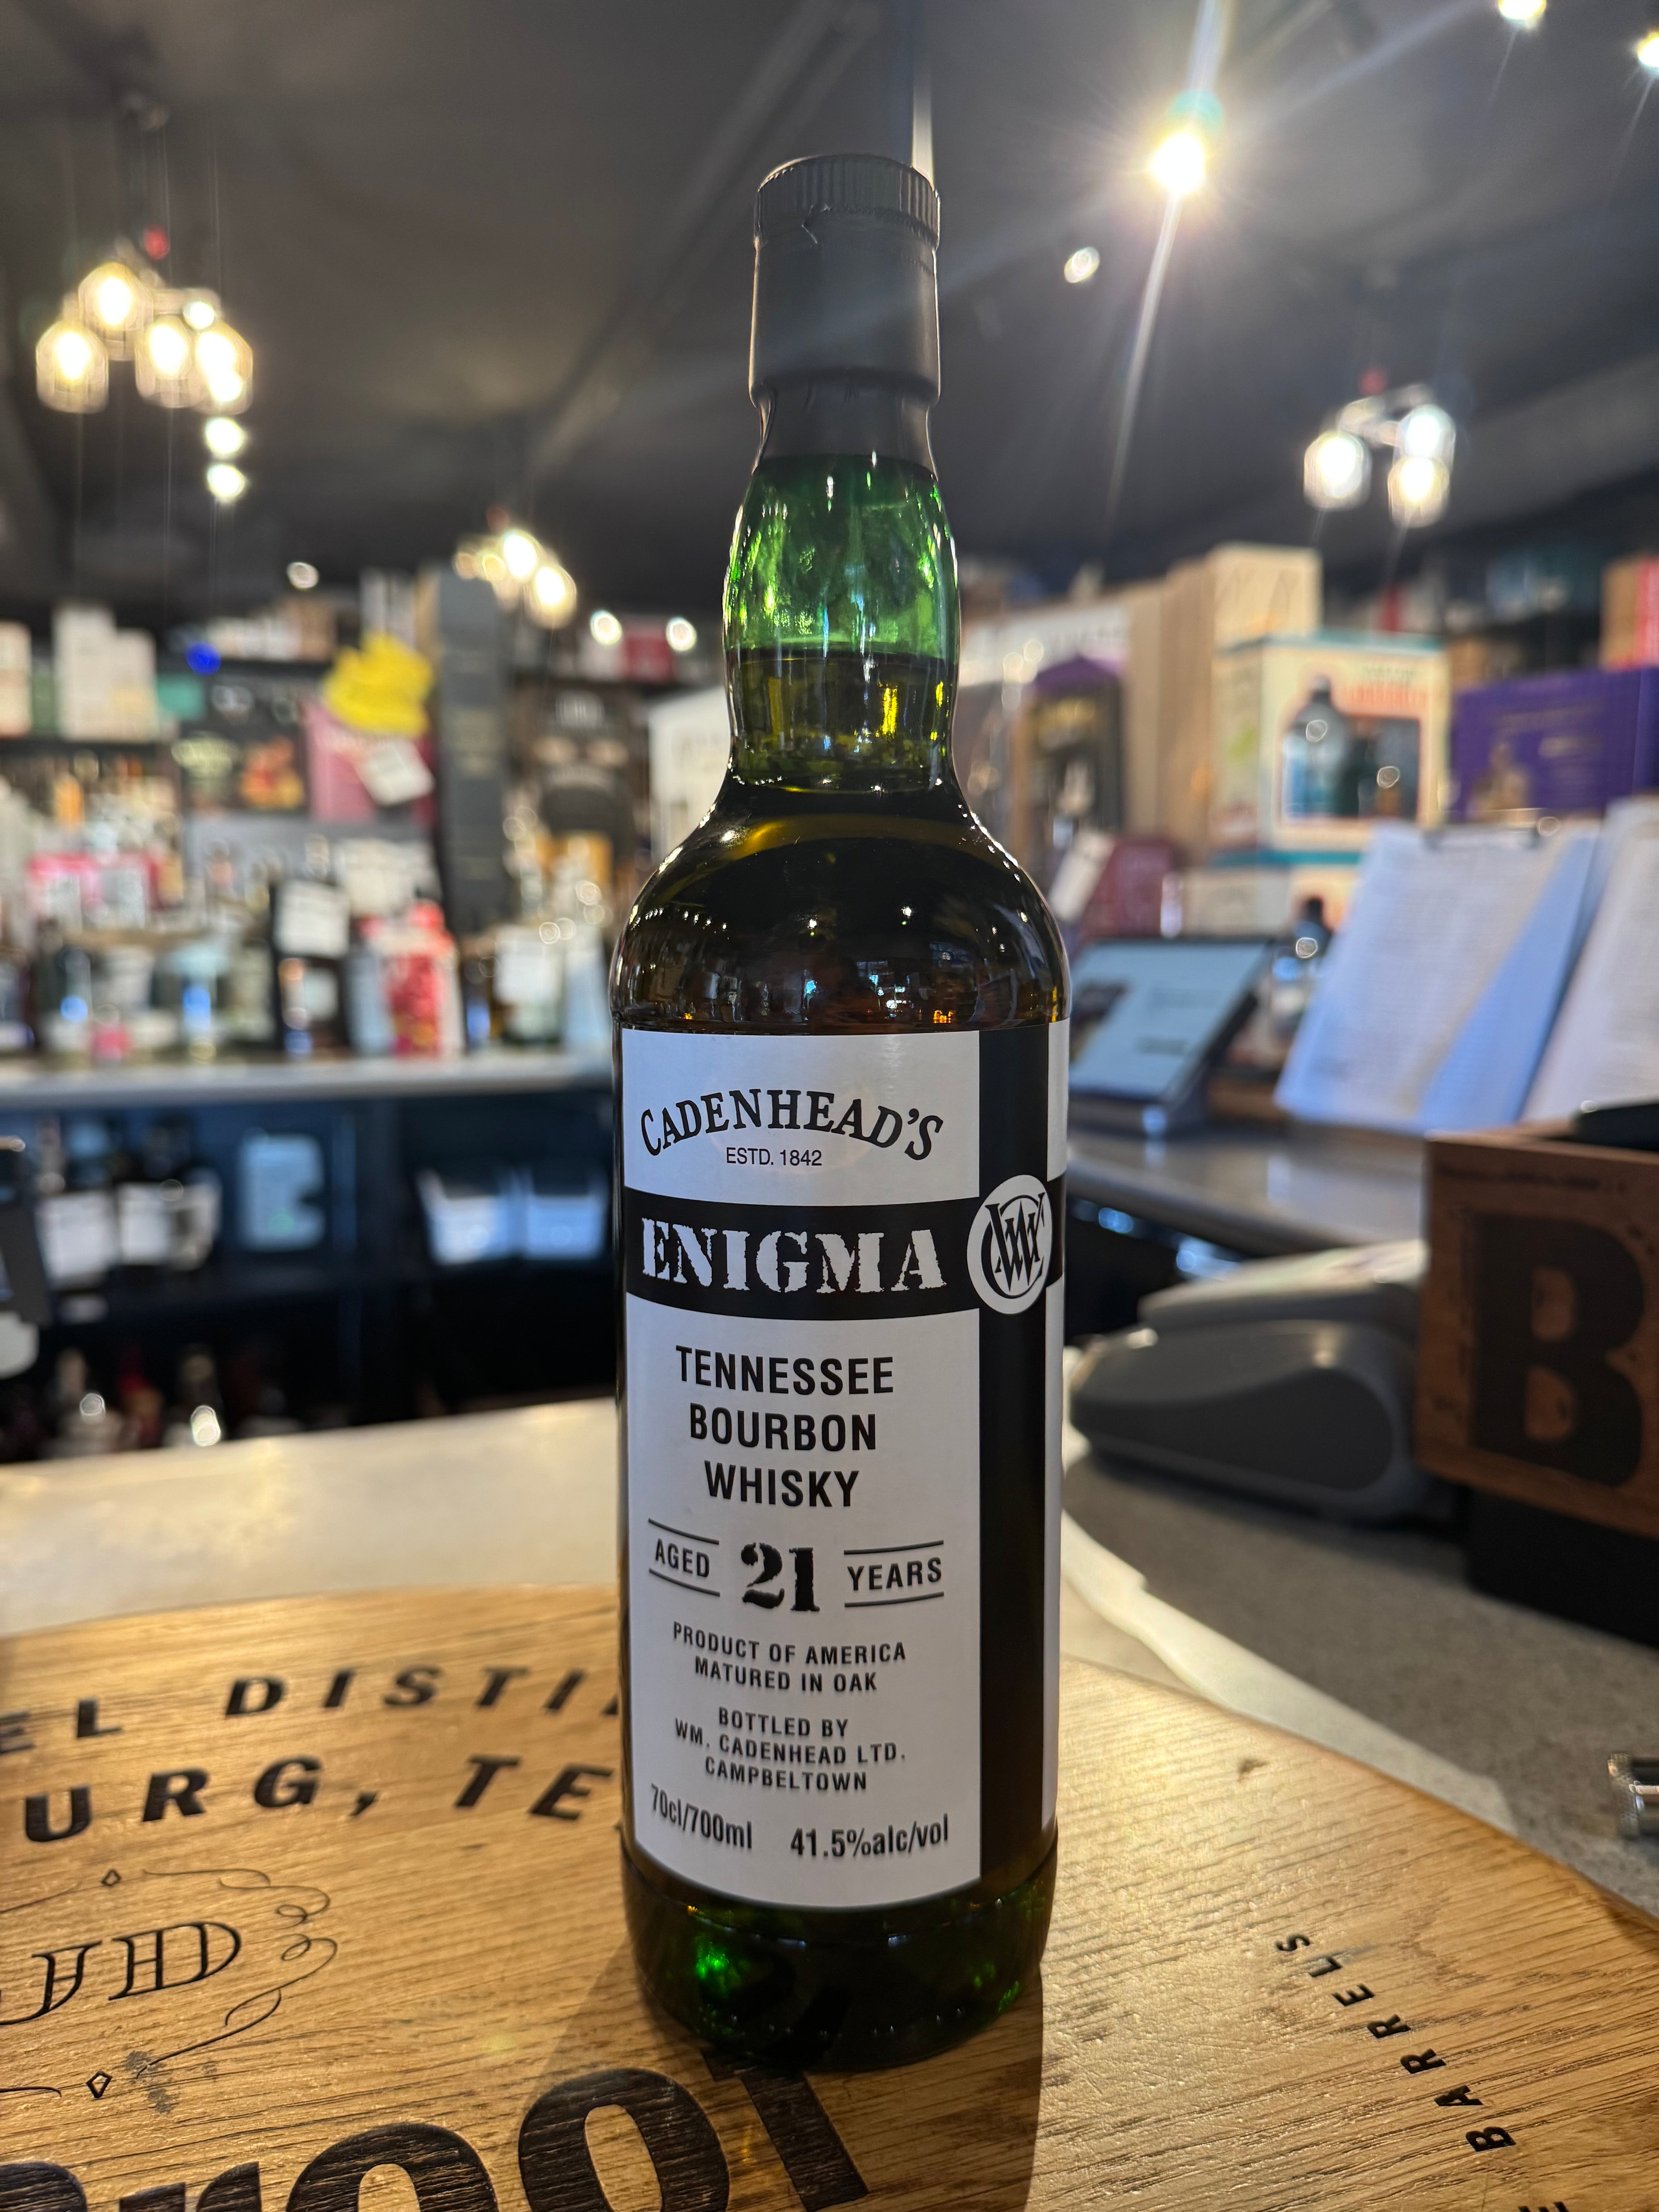 CADENHEAD'S
ESTD. 1842
ENIGMA
TENNESSEE
BOURBON
WHISKY
AGED 21 YEARS
PRODUCT OF AMERICA
MATURED IN OAK
BOTTLED BY
WM. CADENHEAD LTD.
CAMPBELTOWN
70cl/700ml 41.5%alc/vol
EL DISTI
URG, TE
JD
BARRELS
B